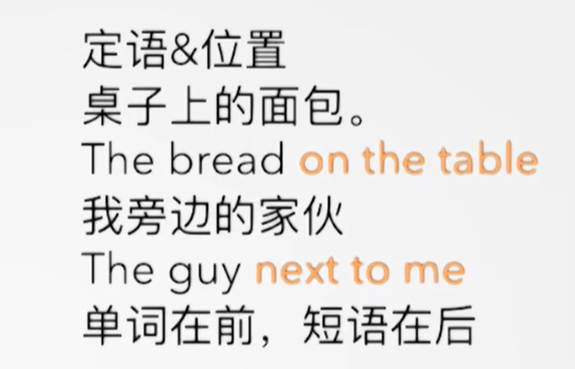 定语&位置
桌子上的面包。
The bread on the table
我旁边的家伙
The guy next to me
单词在前，短语在后